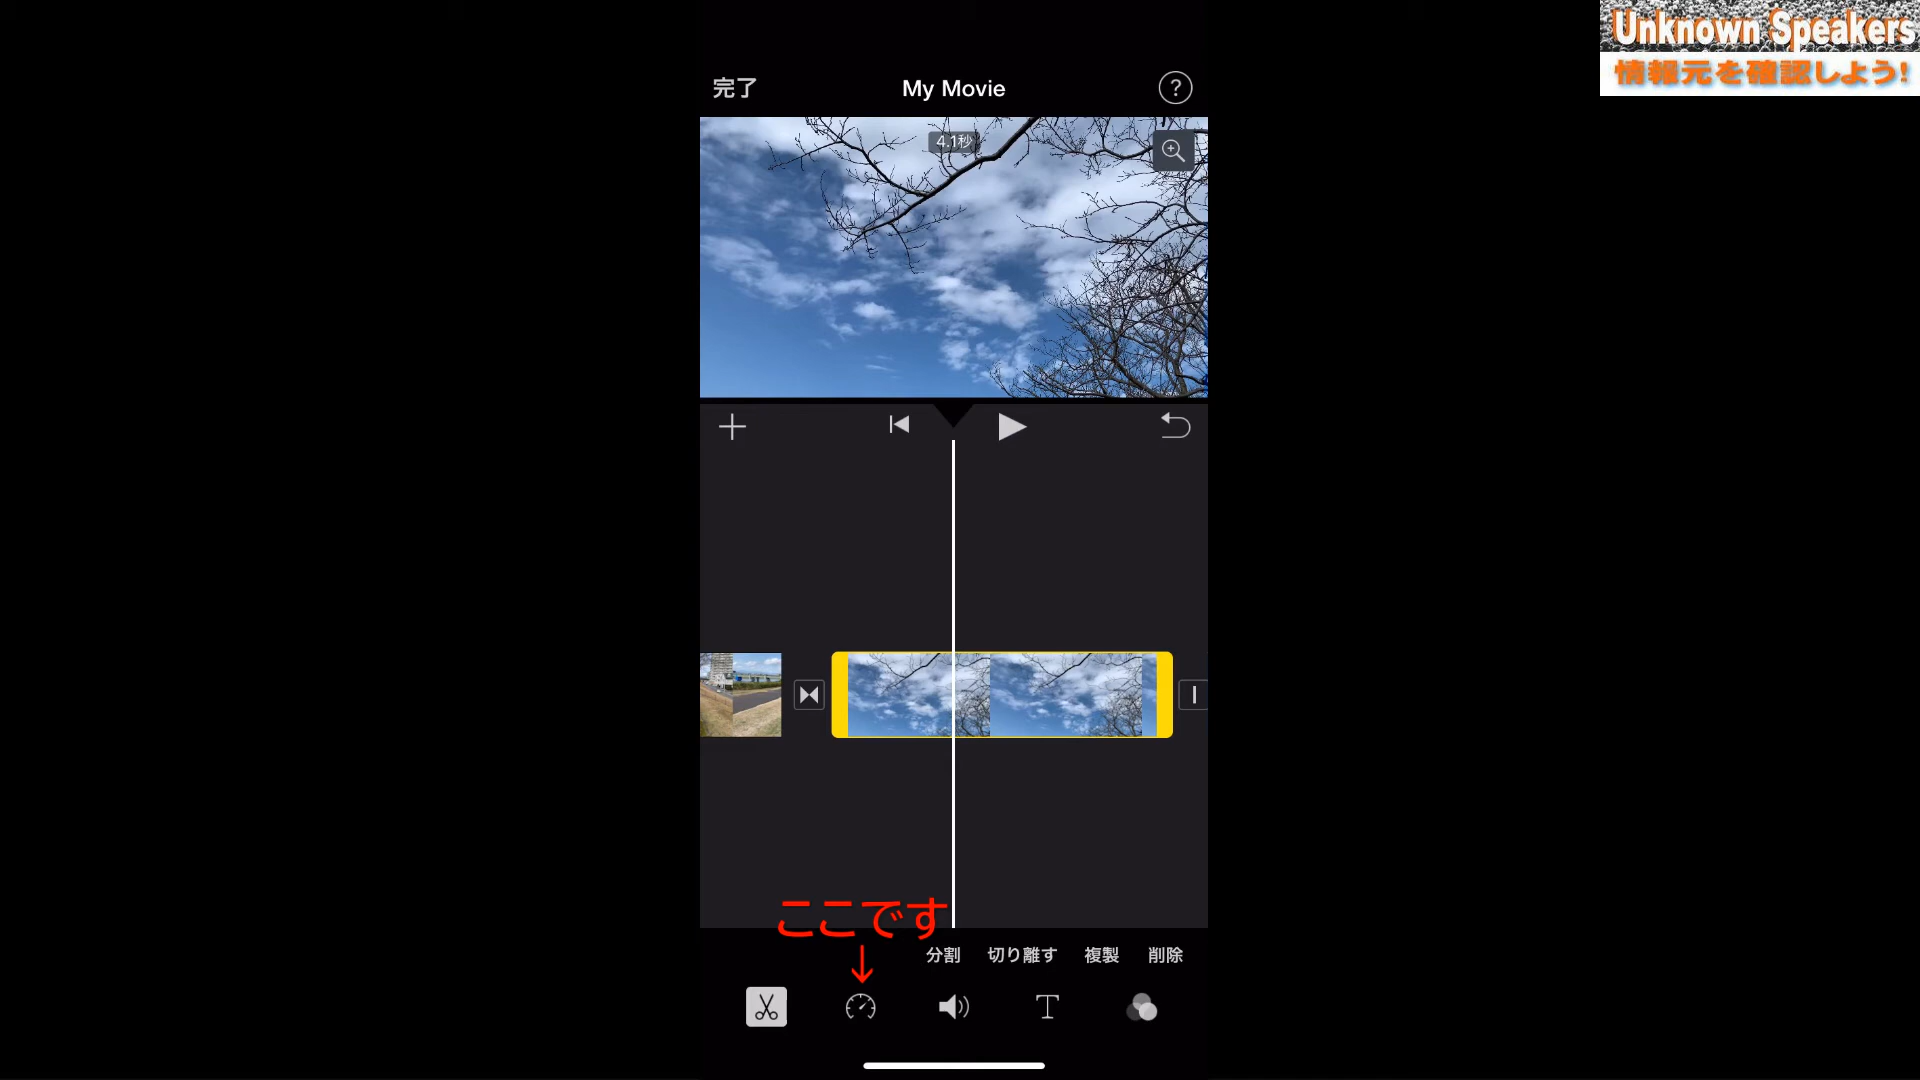 Unknown Speakers
情報元を確認しよう!
完了
My Movie
?
4.1秒
ここです
↓
分割 切り離す 複製 削除
T